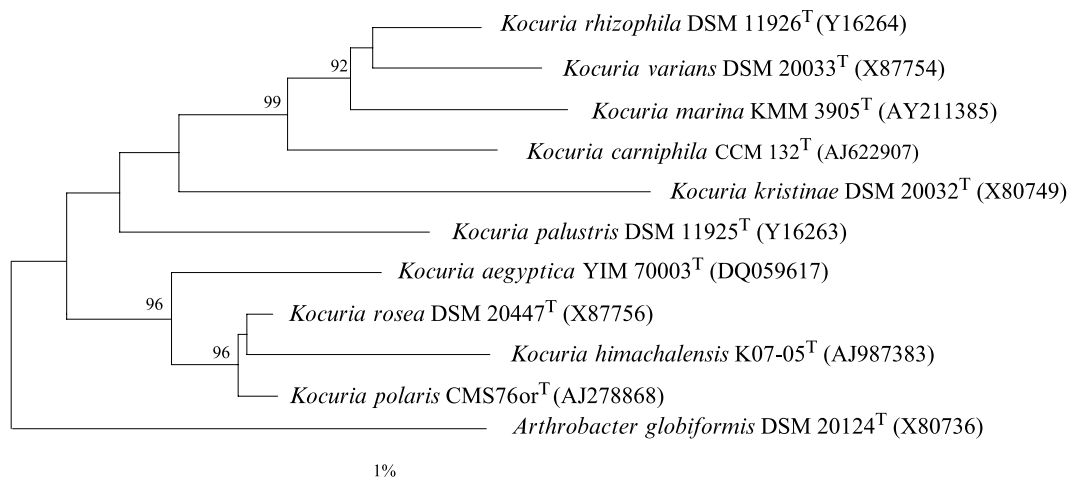 Kocuria rhizophila DSM 11926T (Y16264)
92
Kocuria varians DSM 20033T (X87754)
99
Kocuria marina KMM 3905T (AY211385)
Kocuria carniphila CCM 132T (AJ622907)
Kocuria kristinae DSM 20032T (X80749)
Kocuria palustris DSM 11925T (Y16263)
Kocuria aegyptica YIM 70003T (DQ059617)
96
Kocuria rosea DSM 20447T (X87756)
96
Kocuria himachalensis K07-05T (AJ987383)
Kocuria polaris CMS76orT (AJ278868)
Arthrobacter globiformis DSM 20124T (X80736)
1%